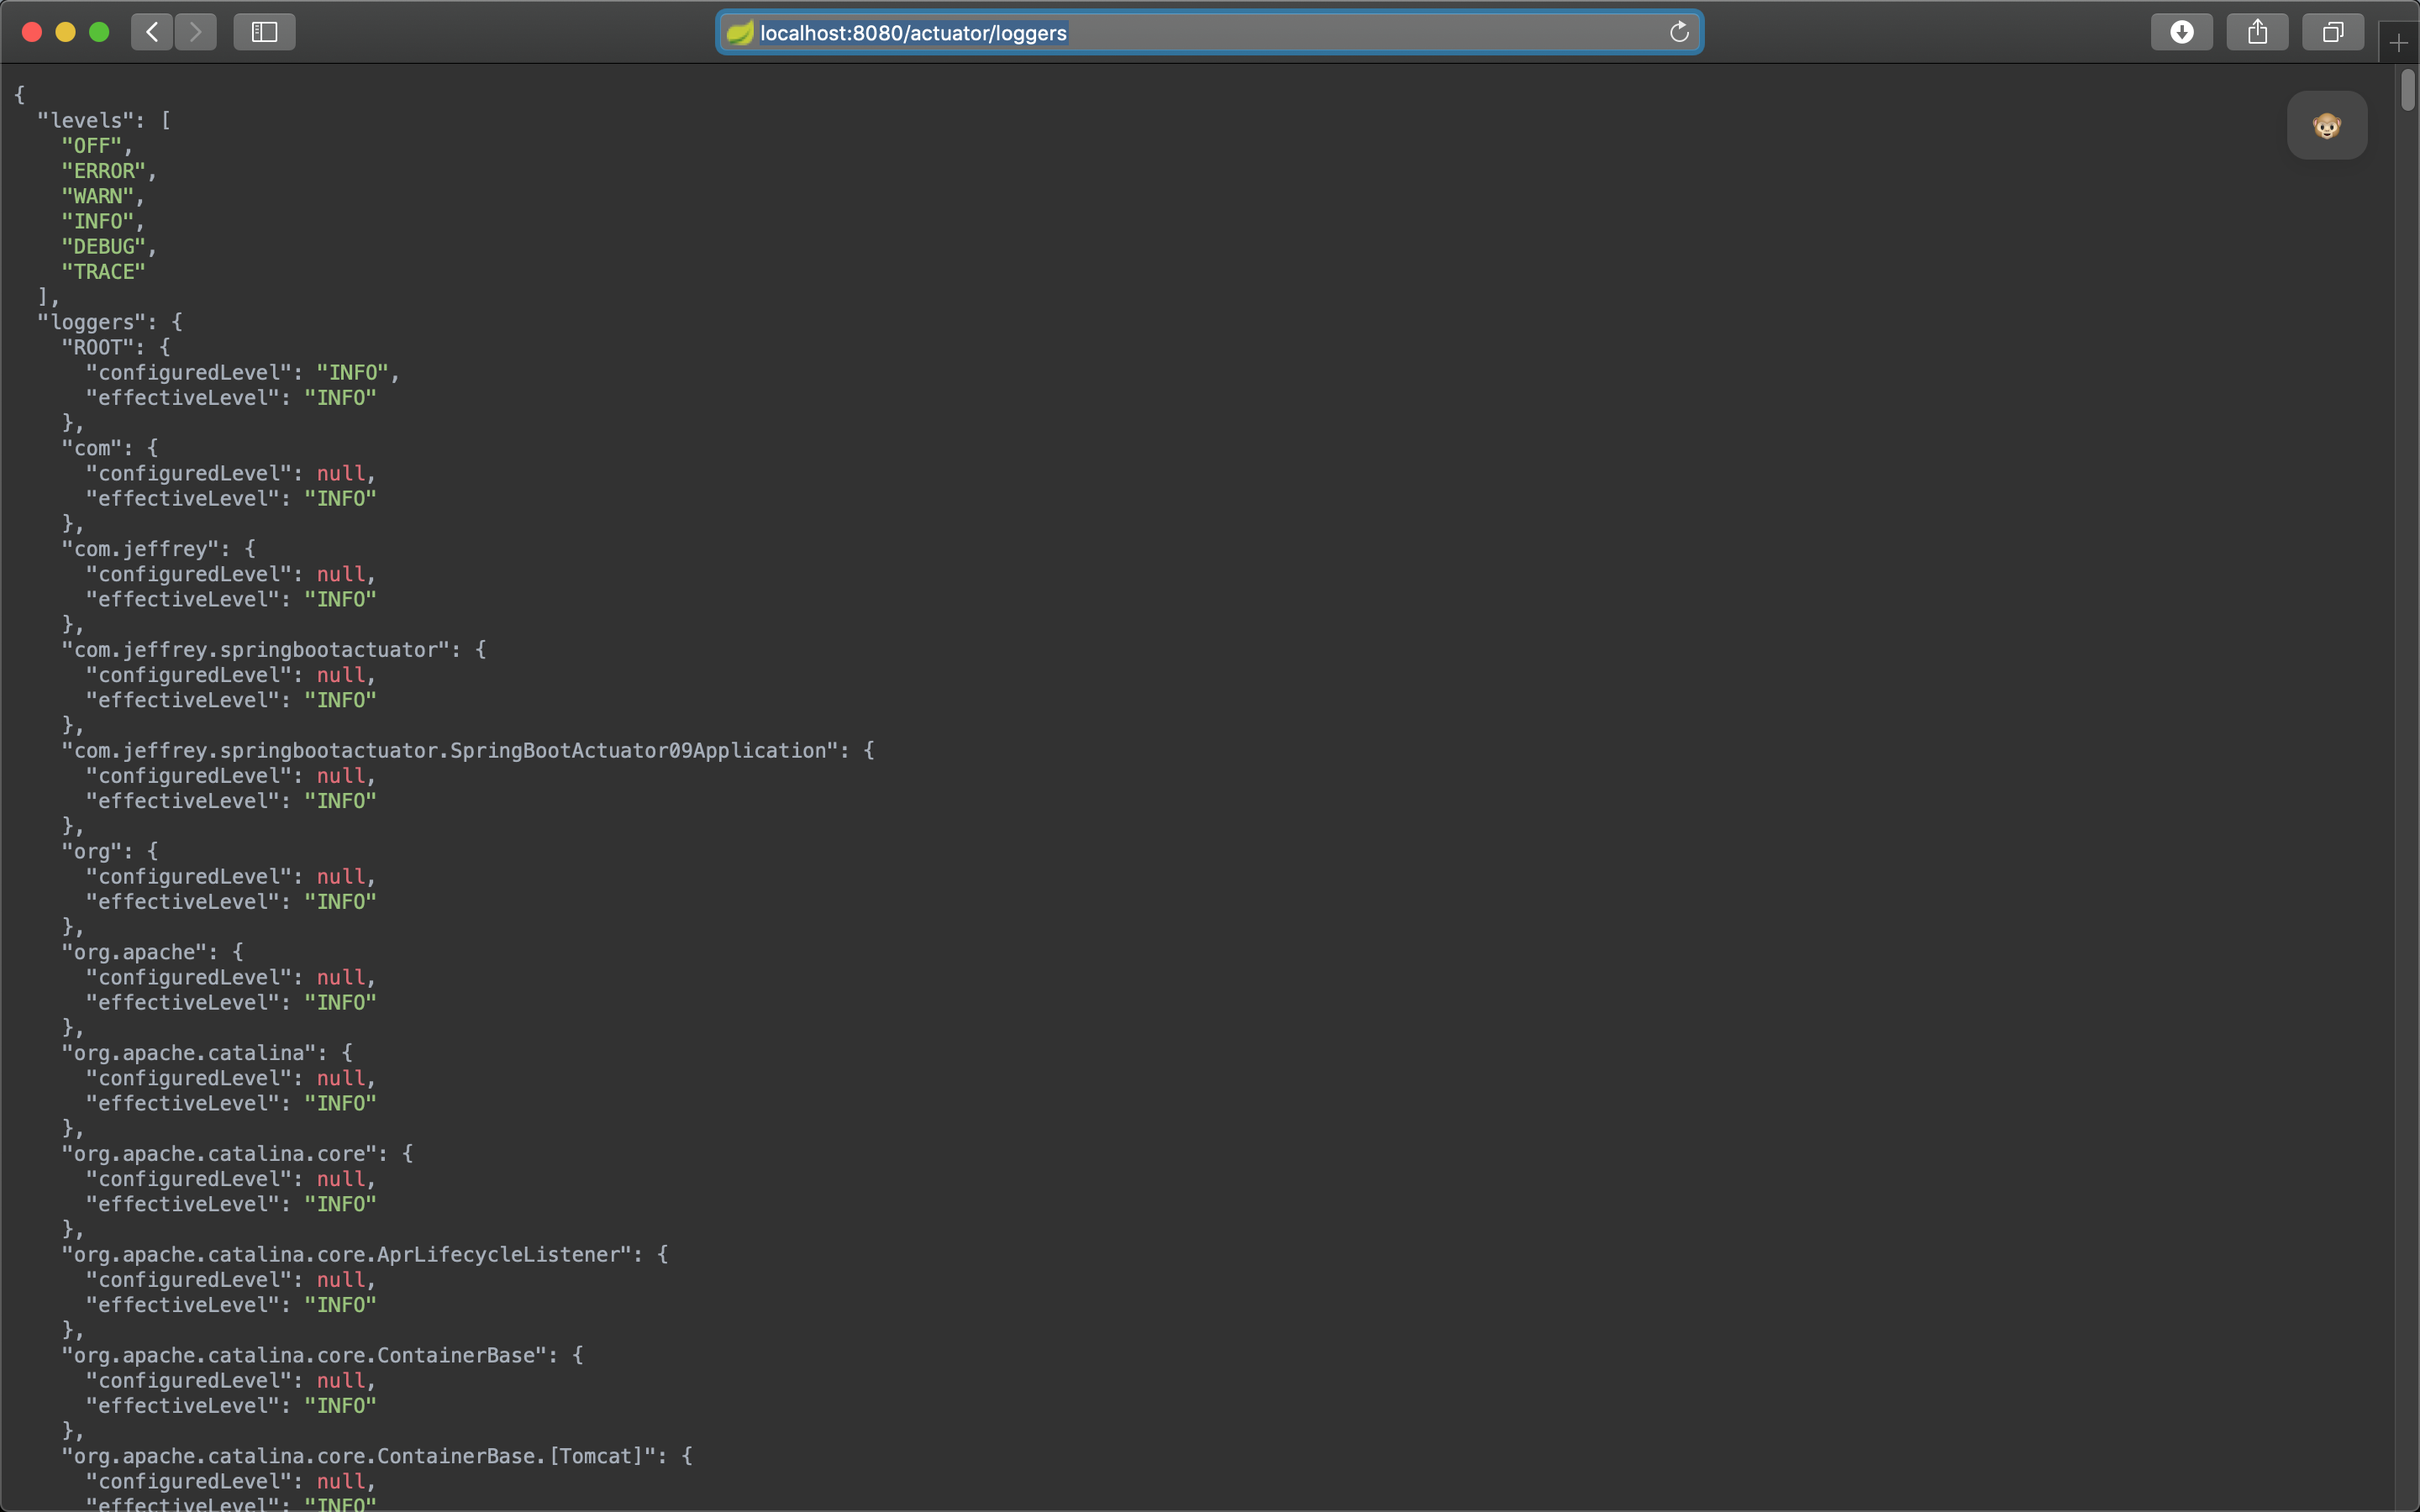 localhost:8080/actuator/loggers
{
  "levels": [
    "OFF",
    "ERROR",
    "WARN",
    "INFO",
    "DEBUG",
    "TRACE"
  ],
  "loggers": {
    "ROOT": {
      "configuredLevel": "INFO",
      "effectiveLevel": "INFO"
    },
    "com": {
      "configuredLevel": null,
      "effectiveLevel": "INFO"
    },
    "com.jeffrey": {
      "configuredLevel": null,
      "effectiveLevel": "INFO"
    },
    "com.jeffrey.springbootactuator": {
      "configuredLevel": null,
      "effectiveLevel": "INFO"
    },
    "com.jeffrey.springbootactuator.SpringBootActuator09Application": {
      "configuredLevel": null,
      "effectiveLevel": "INFO"
    },
    "org": {
      "configuredLevel": null,
      "effectiveLevel": "INFO"
    },
    "org.apache": {
      "configuredLevel": null,
      "effectiveLevel": "INFO"
    },
    "org.apache.catalina": {
      "configuredLevel": null,
      "effectiveLevel": "INFO"
    },
    "org.apache.catalina.core": {
      "configuredLevel": null,
      "effectiveLevel": "INFO"
    },
    "org.apache.catalina.core.AprLifecycleListener": {
      "configuredLevel": null,
      "effectiveLevel": "INFO"
    },
    "org.apache.catalina.core.ContainerBase": {
      "configuredLevel": null,
      "effectiveLevel": "INFO"
    },
    "org.apache.catalina.core.ContainerBase.[Tomcat]": {
      "configuredLevel": null,
      "effectiveLevel": "INFO"